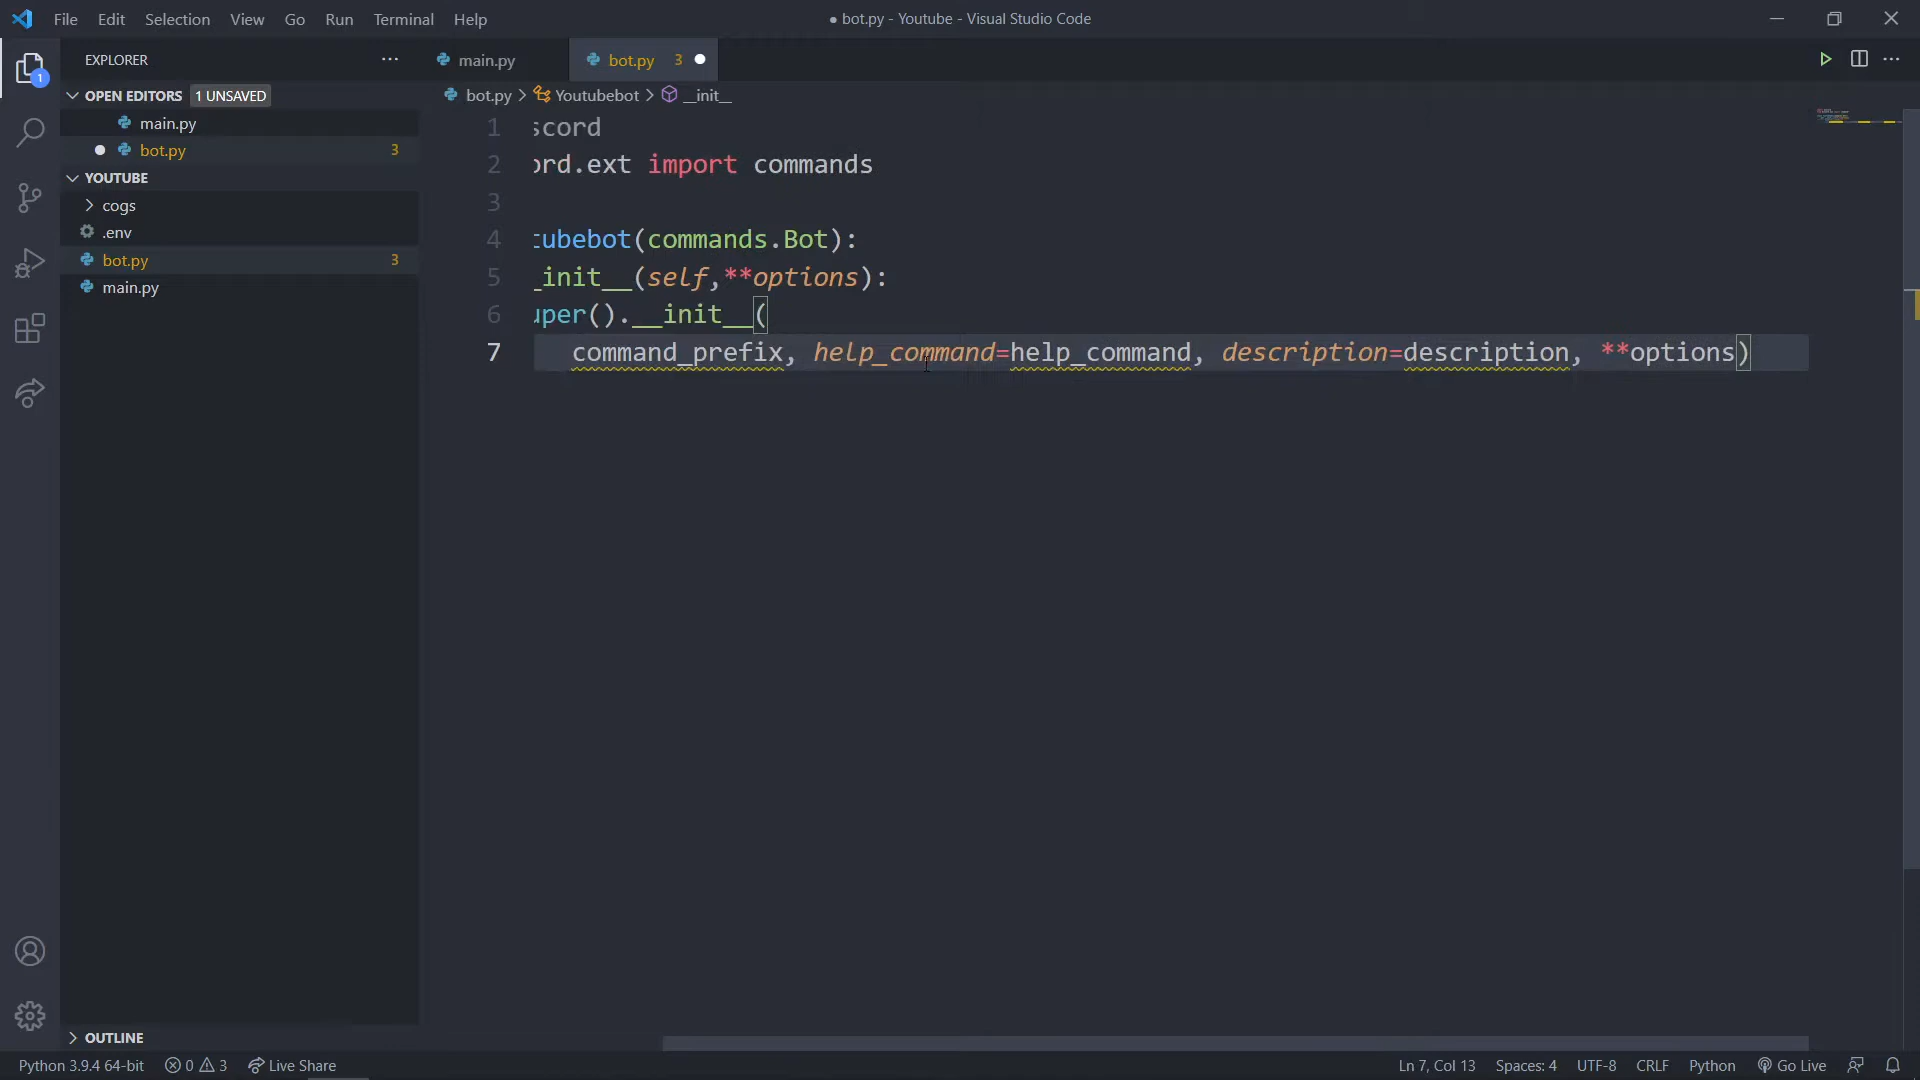 File Edit Selection View Go Run Terminal Help
● bot.py - Youtube - Visual Studio Code
EXPLORER
main.py
bot.py 3
OPEN EDITORS 1 UNSAVED
bot.py > Youtubebot > __init__
main.py
bot.py 3
YOUTUBE
cogs
.env
bot.py 3
main.py
1 scord
2 ord.ext import commands
3
4 tubebot(commands.Bot):
5 _init__(self,**options):
6 uper().__init__(
7 command_prefix, help_command=help_command, description=description, **options)
OUTLINE
Python 3.9.4 64-bit 0 3 Live Share
Ln 7, Col 13 Spaces: 4 UTF-8 CRLF Python Go Live
1